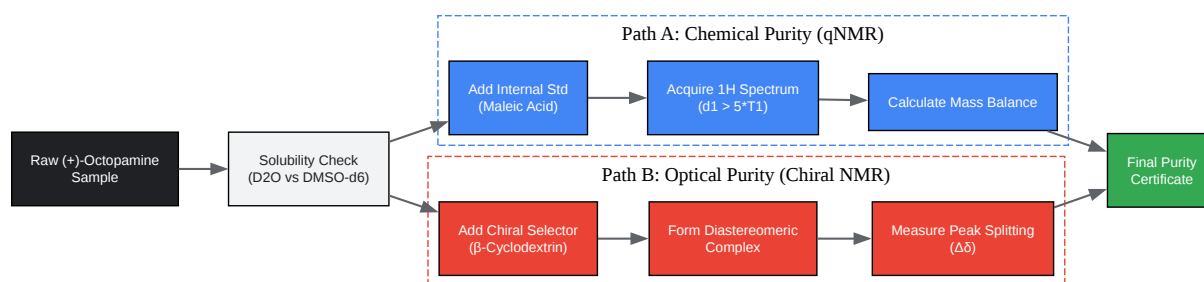 Path A: Chemical Purity (qNMR)
Add Internal Std
(Maleic Acid)
Acquire 1H Spectrum
(d1 > 5*T1)
Calculate Mass Balance
Raw (+)-Octopamine
Sample
Solubility Check
(D2O vs DMSO-d6)
Final Purity
Certificate
Path B: Optical Purity (Chiral NMR)
Add Chiral Selector
(β-Cyclodextrin)
Form Diastereomeric
Complex
Measure Peak Splitting
(Δδ)